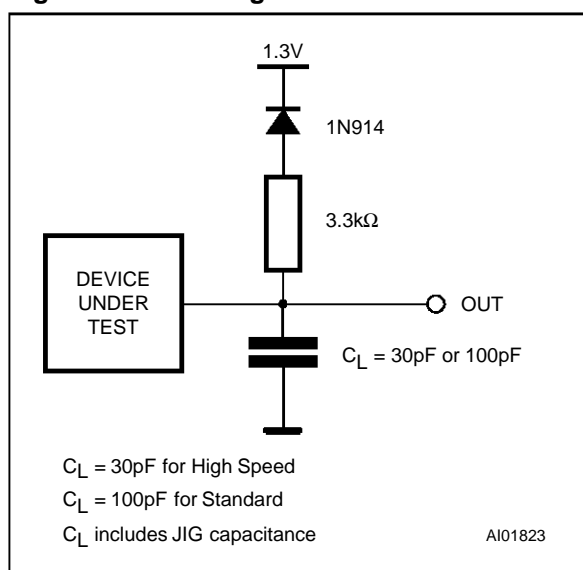 1.3V
1N914
3.3kΩ
DEVICE
UNDER
TEST
OUT
CL = 30pF or 100pF
CL = 30pF for High Speed
CL = 100pF for Standard
CL includes JIG capacitance
AI01823